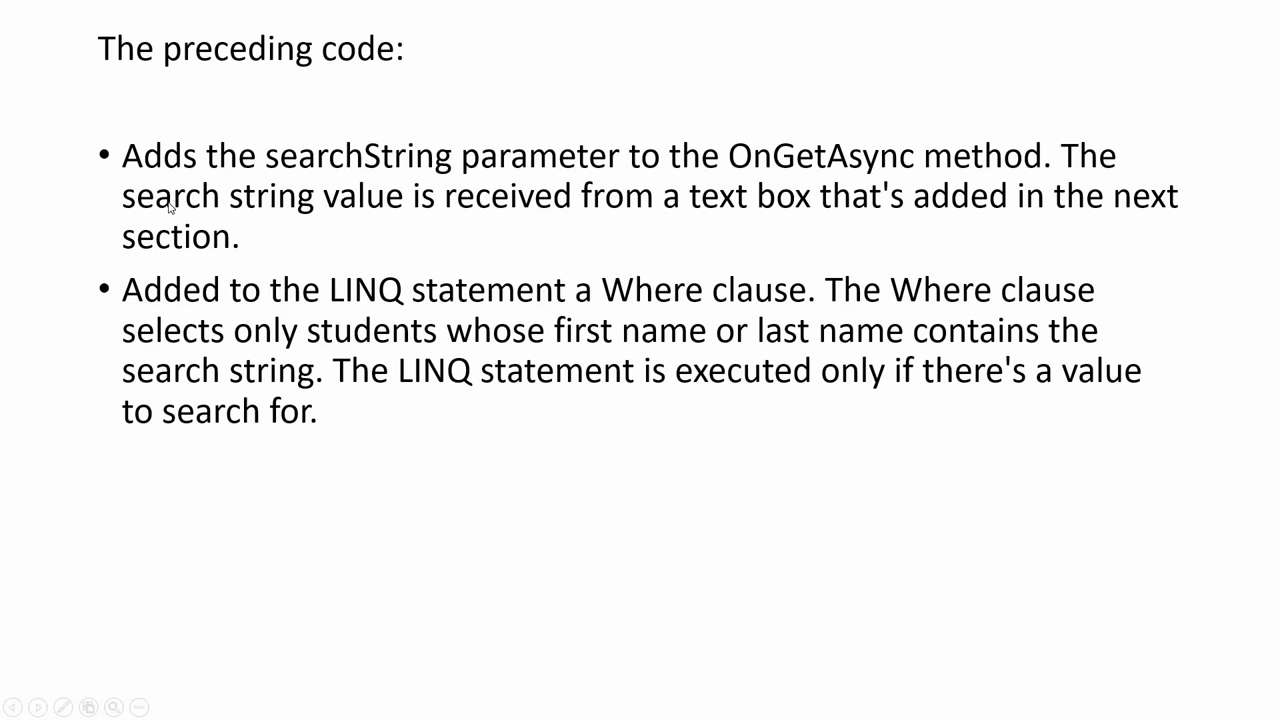 The preceding code:
• Adds the searchString parameter to the OnGetAsync method. The
search string value is received from a text box that's added in the next
section.
• Added to the LINQ statement a Where clause. The Where clause
selects only students whose first name or last name contains the
search string. The LINQ statement is executed only if there's a value
to search for.